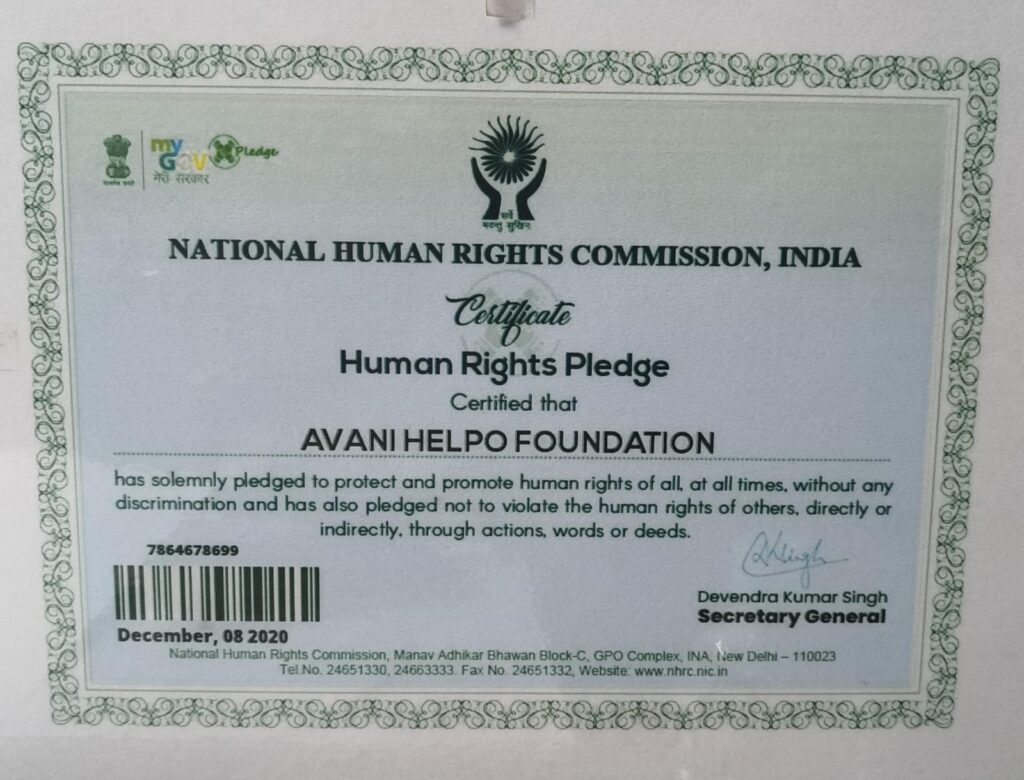 my
GOV
मेरी सरकार
Pledge
सर्वे
भवन्तु सुखिनः
NATIONAL HUMAN RIGHTS COMMISSION, INDIA
Certificate
Human Rights Pledge
Certified that
AVANI HELPO FOUNDATION
has solemnly pledged to protect and promote human rights of all, at all times, without any
discrimination and has also pledged not to violate the human rights of others, directly or
indirectly, through actions, words or deeds.
7864678699
Devendra Kumar Singh
Secretary General
December, 08 2020
National Human Rights Commission, Manav Adhikar Bhawan Block-C, GPO Complex, INA, New Delhi – 110023
Tel.No. 24651330, 24663333. Fax No. 24651332, Website: www.nhrc.nic.in